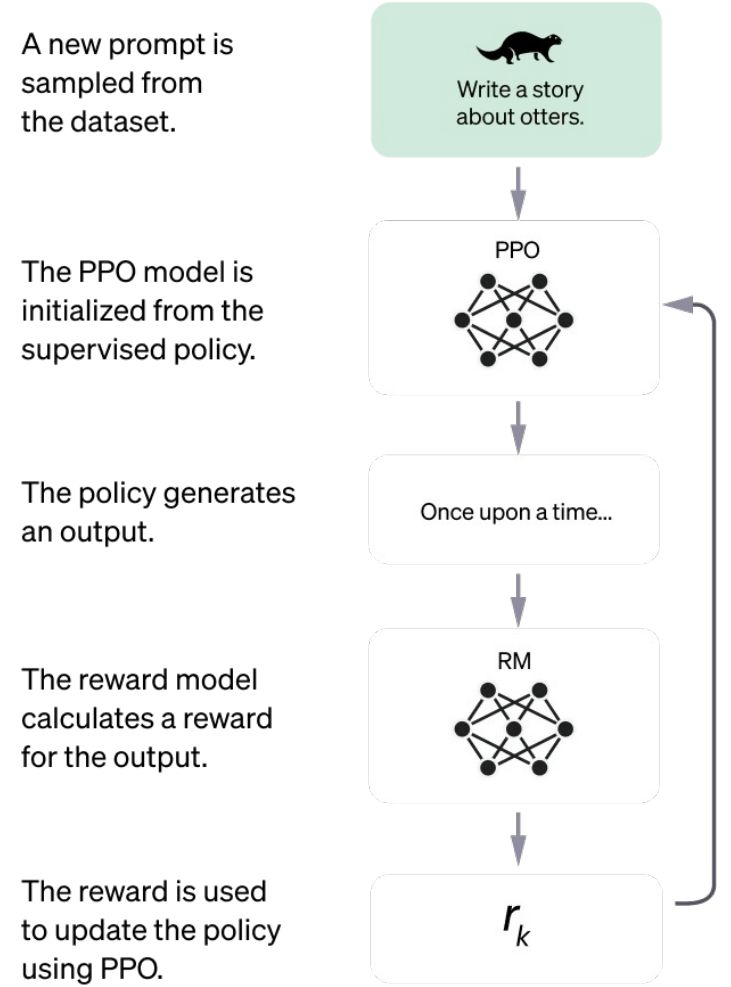 A new prompt is
sampled from
the dataset.
Write a story
about otters.
The PPO model is
initialized from the
supervised policy.
PPO
The policy generates
an output.
Once upon a time...
The reward model
calculates a reward
for the output.
RM
The reward is used
to update the policy
using PPO.
rk